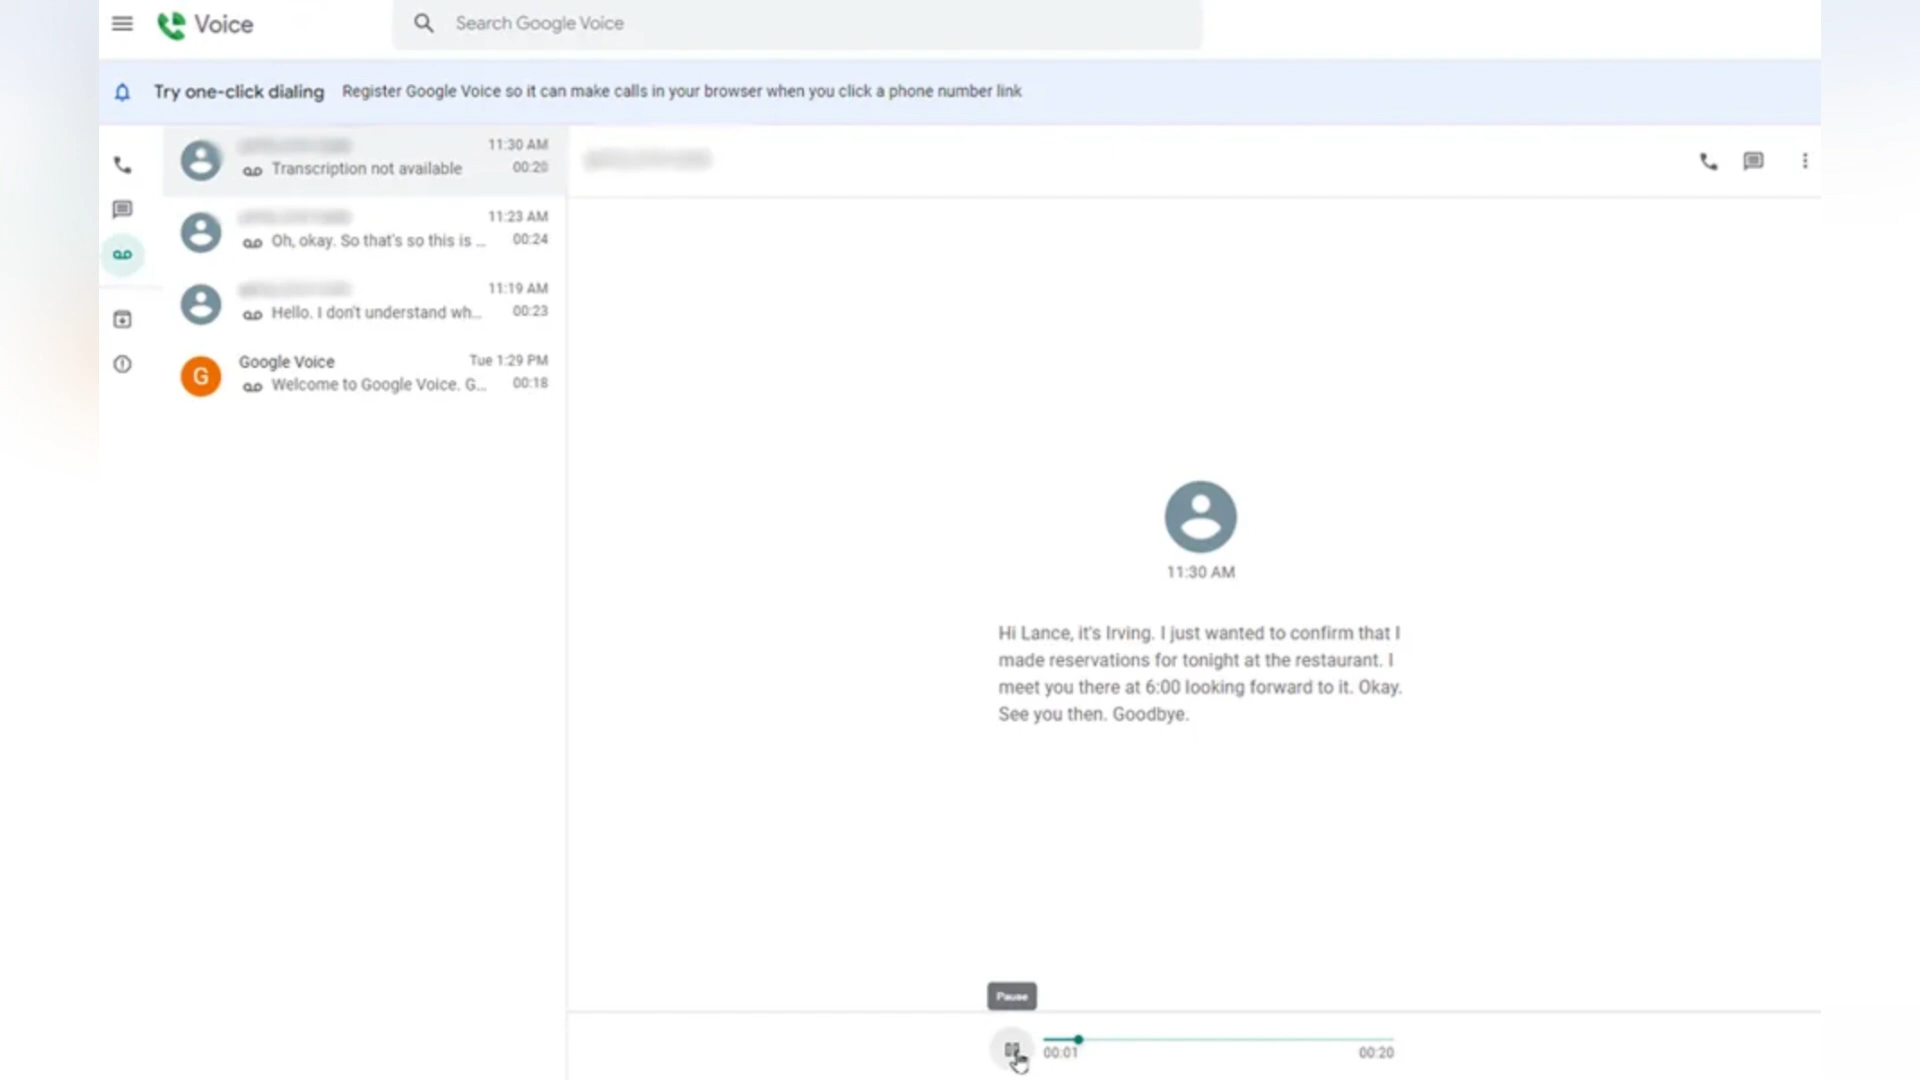 Voice
Search Google Voice
Try one-click dialing Register Google Voice so it can make calls in your browser when you click a phone number link
11:30 AM
Transcription not available 00:20
11:23 AM
Oh, okay. So that's so this is ... 00:24
11:19 AM
Hello. I don't understand wh... 00:23
Google Voice Tue 1:29 PM
G
Welcome to Google Voice. G... 00:18
11:30 AM
Hi Lance, it's Irving. I just wanted to confirm that I
made reservations for tonight at the restaurant. I
meet you there at 6:00 looking forward to it. Okay.
See you then. Goodbye.
Pause
00:01 00:20